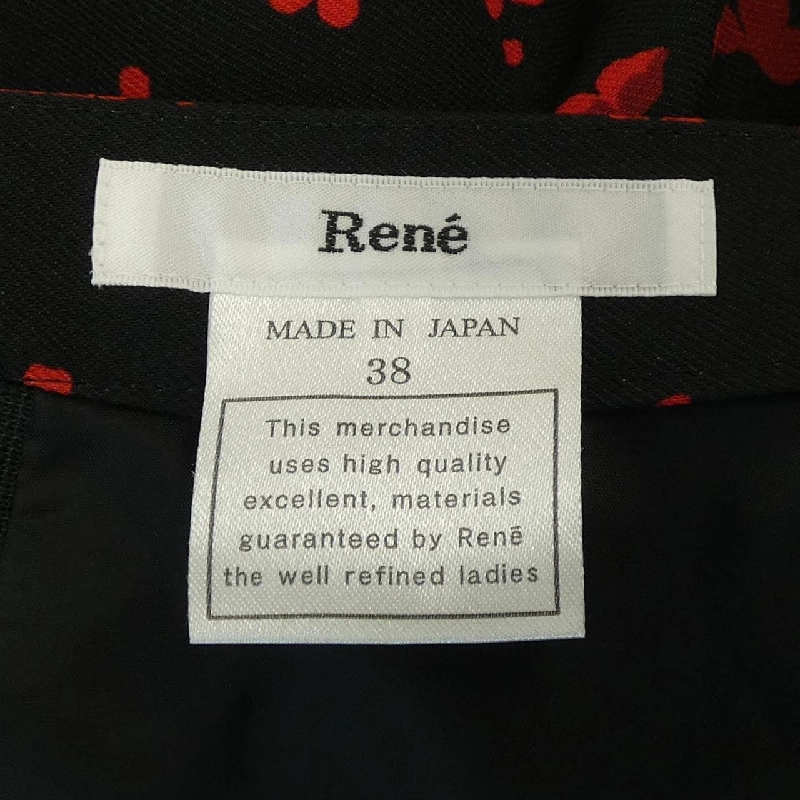 René
MADE IN JAPAN
38
This merchandise
uses high quality
excellent, materials
guaranteed by Renē
the well refined ladies